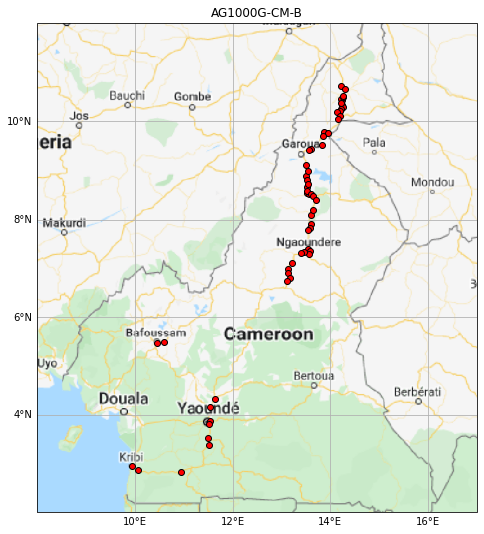 AG1000G-CM-B
Bauchi
Gombe
Jos
10°N
eria
Garoua
Pala
Mondou
8°N
Makurdi
Ngaoundere
6°N
Bafoussam
Cameroon
Uyo
Bertoua
Douala
Yaoundé
Berbérati
4°N
Kribi
10°E
12°E
14°E
16°E